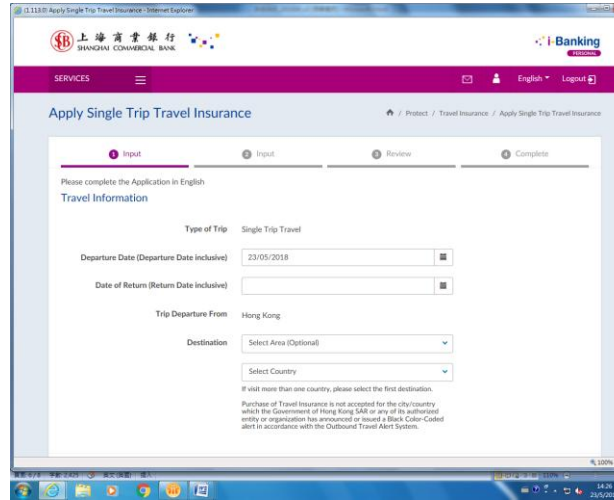 (1.113.0) Apply Single Trip Travel Insurance - Internet Explorer
上海商業銀行
SHANGHAI COMMERCIAL BANK
i-Banking
PERSONAL
SERVICES
English
Logout
Apply Single Trip Travel Insurance
/ Protect / Travel Insurance / Apply Single Trip Travel Insurance
1 Input
2 Input
3 Review
4 Complete
Please complete the Application in English
Travel Information
Type of Trip Single Trip Travel
Departure Date (Departure Date inclusive) 23/05/2018
Date of Return (Return Date inclusive)
Trip Departure From Hong Kong
Destination Select Area (Optional)
Select Country
If visit more than one country, please select the first destination.
Purchase of Travel Insurance is not accepted for the city/country
which the Government of Hong Kong SAR or any of its authorized
entity or organization has announced or issued a Black Color-Coded
alert in accordance with the Outbound Travel Alert System.
100%
14:26